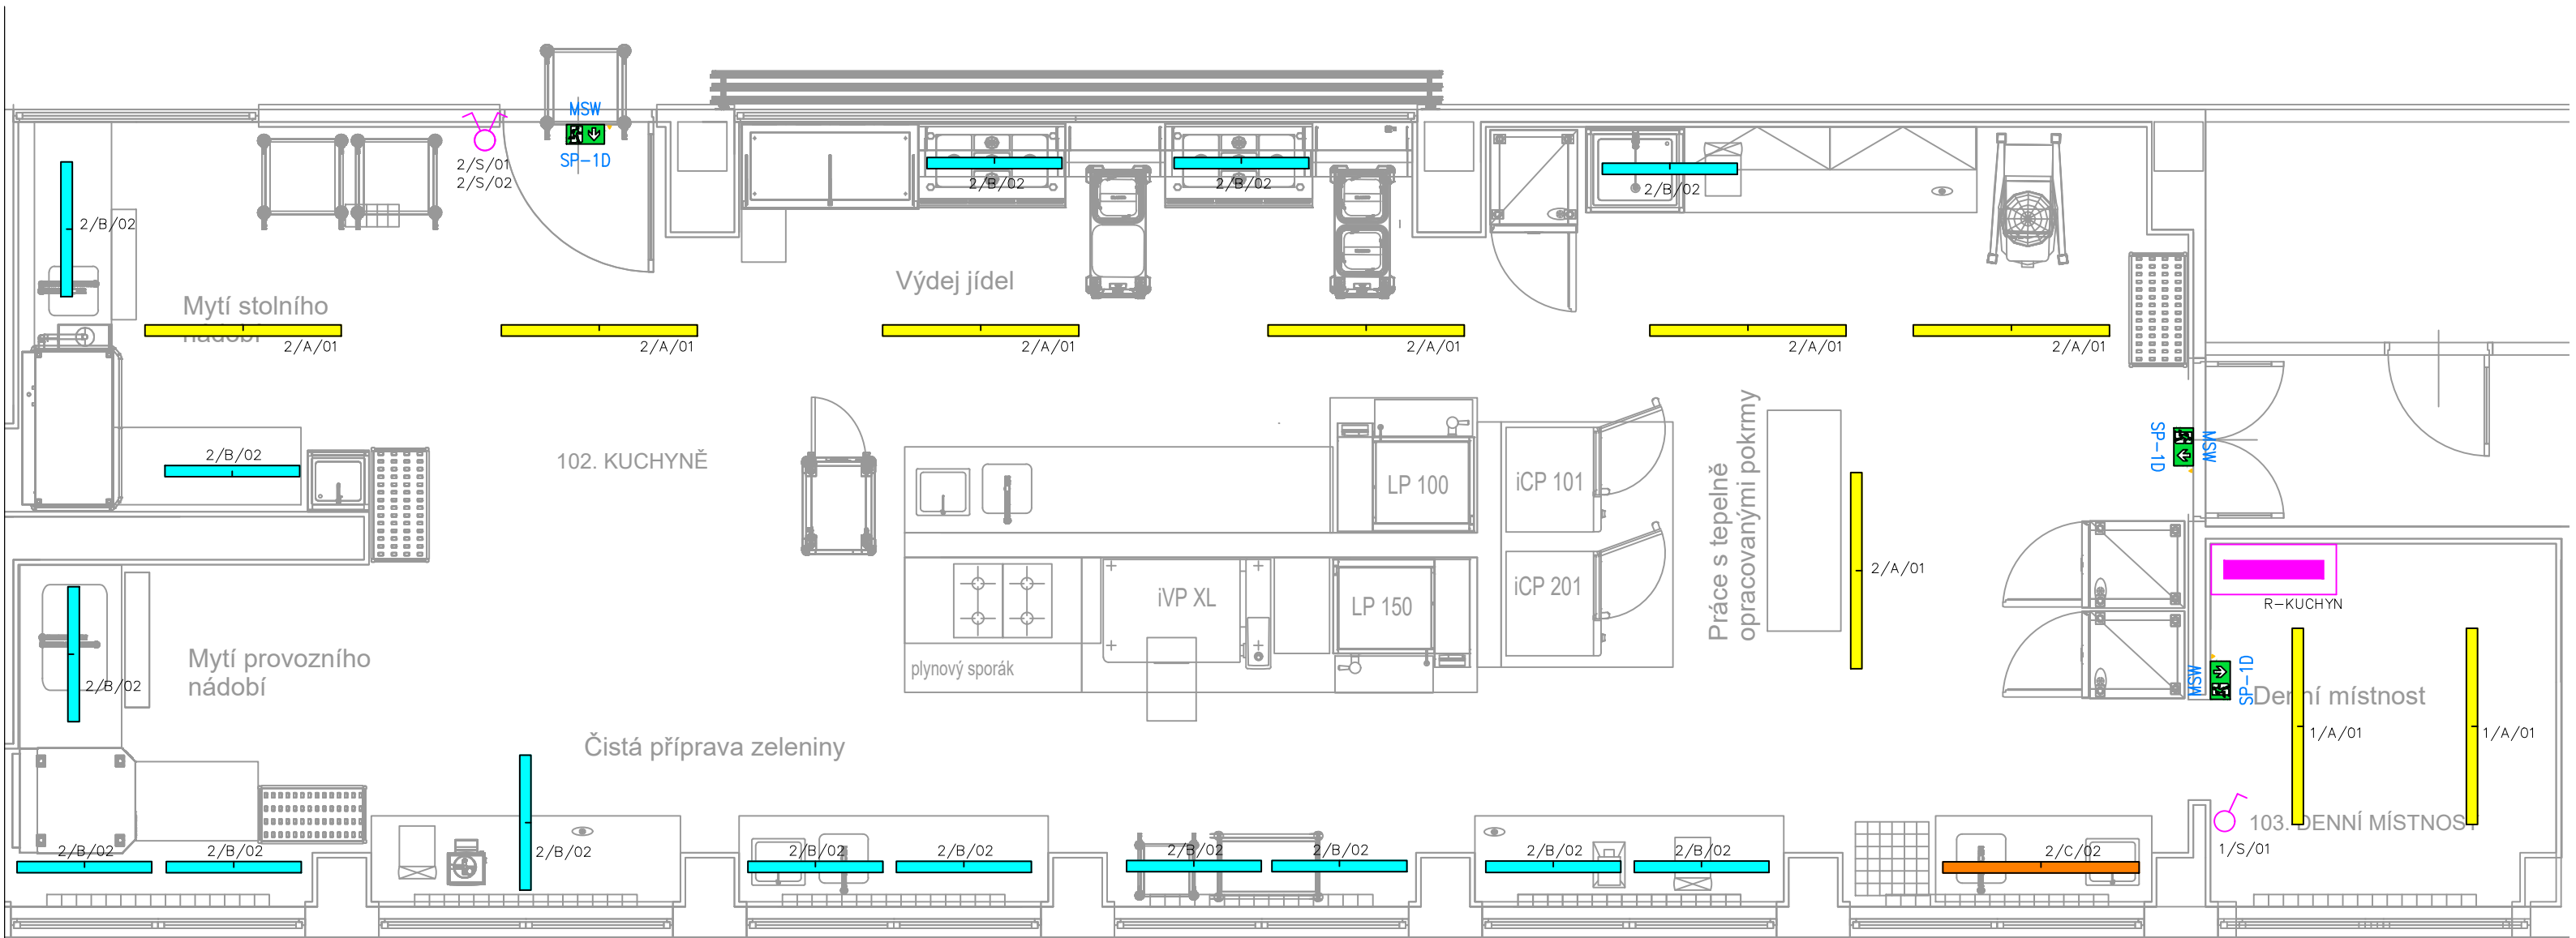 MSW
SP-1D
2/S/01
2/S/02
2/B/02
2/B/02
2/B/02
2/B/02
Výdej jídel
Mytí stolního
nádobí
2/A/01
2/A/01
2/A/01
2/A/01
2/A/01
2/A/01
2/B/02
102. KUCHYNĚ
LP 100
iCP 101
Práce s tepelně
opracovanými pokrmy
SP-1D
MSW
2/A/01
iVP XL
LP 150
iCP 201
R-KUCHYN
plynový sporák
Mytí provozního
nádobí
2/B/02
MSW
SP-1D
Denní místnost
1/A/01
1/A/01
Čistá příprava zeleniny
103. DENNÍ MÍSTNOST
1/S/01
2/B/02
2/B/02
2/B/02
2/B/02
2/B/02
2/B/02
2/B/02
2/B/02
2/B/02
2/C/02